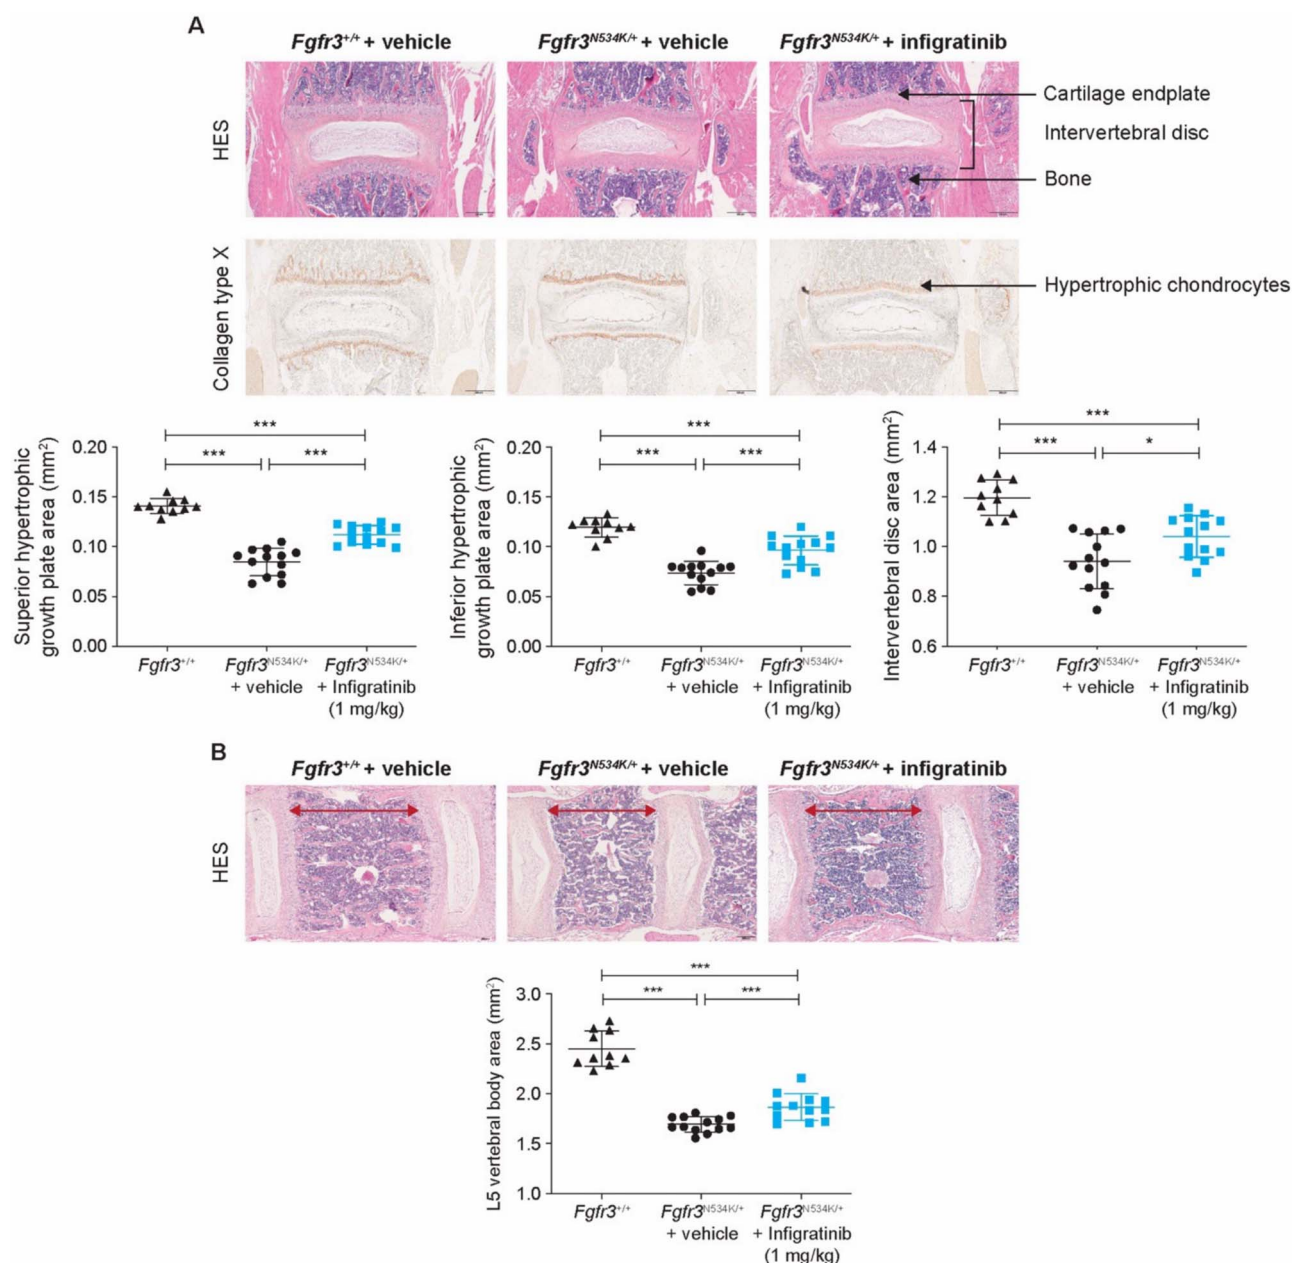 A
Fgfr3+/+ + vehicle
Fgfr3N534K/+ + vehicle
Fgfr3N534K/+ + infigratinib
HES
Cartilage endplate
Intervertebral disc
Bone
Collagen type X
Hypertrophic chondrocytes
Superior hypertrophic
growth plate area (mm2)
0.20
0.15
0.10
0.05
0.00
***
***
***
Fgfr3+/+
Fgfr3N534K/+
+ vehicle
Fgfr3N534K/+
+ Infigratinib
(1 mg/kg)
Inferior hypertrophic
growth plate area (mm2)
0.20
0.15
0.10
0.05
0.00
***
***
***
Fgfr3+/+
Fgfr3N534K/+
+ vehicle
Fgfr3N534K/+
+ Infigratinib
(1 mg/kg)
Intervertebral disc area (mm2)
1.4
1.2
1.0
0.8
0.6
***
***
*
Fgfr3+/+
Fgfr3N534K/+
+ vehicle
Fgfr3N534K/+
+ Infigratinib
(1 mg/kg)
B
Fgfr3+/+ + vehicle
Fgfr3N534K/+ + vehicle
Fgfr3N534K/+ + infigratinib
HES
L5 vertebral body area (mm2)
3.0
2.5
2.0
1.5
1.0
***
***
***
Fgfr3+/+
Fgfr3N534K/+
+ vehicle
Fgfr3N534K/+
+ Infigratinib
(1 mg/kg)